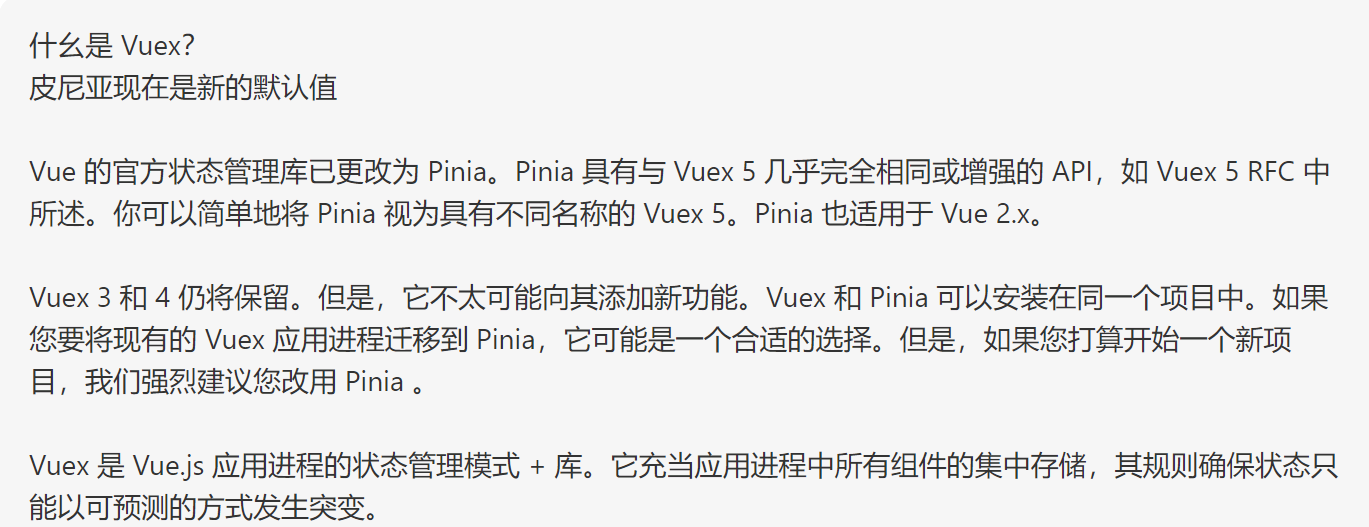 什么是 Vuex？
皮尼亚现在是新的默认值
Vue 的官方状态管理库已更改为 Pinia。Pinia 具有与 Vuex 5 几乎完全相同或增强的 API，如 Vuex 5 RFC 中
所述。你可以简单地将 Pinia 视为具有不同名称的 Vuex 5。Pinia 也适用于 Vue 2.x。
Vuex 3 和 4 仍将保留。但是，它不太可能向其添加新功能。Vuex 和 Pinia 可以安装在同一个项目中。如果
您要将现有的 Vuex 应用进程迁移到 Pinia，它可能是一个合适的选择。但是，如果您打算开始一个新项
目，我们强烈建议您改用 Pinia 。
Vuex 是 Vue.js 应用进程的状态管理模式 + 库。它充当应用进程中所有组件的集中存储，其规则确保状态只
能以可预测的方式发生突变。